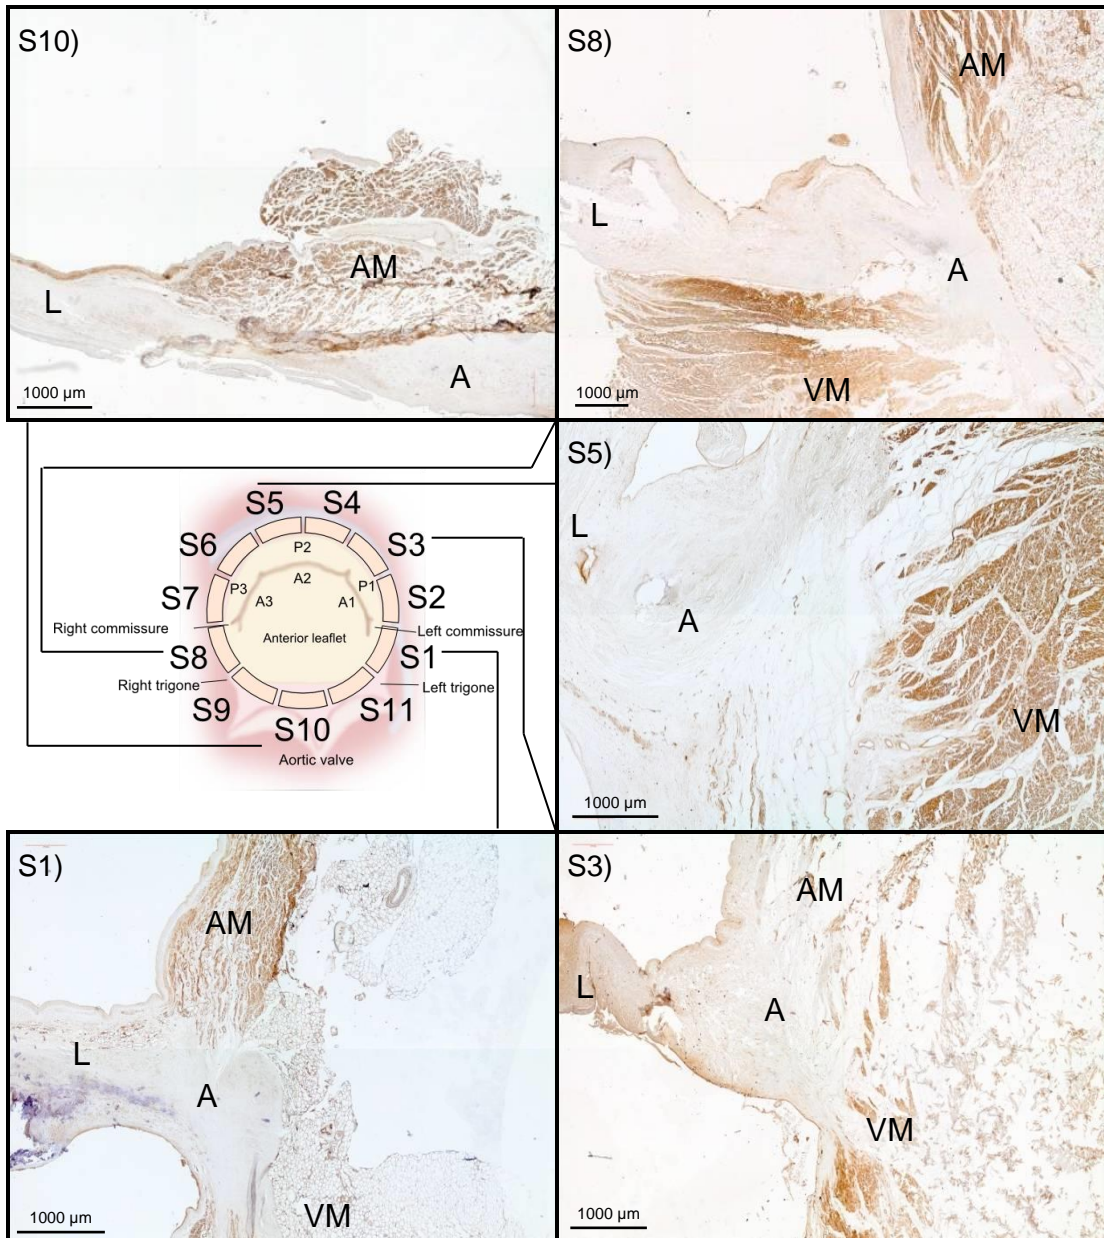 S10)
AM
L
A
1000 µm
S8)
AM
L
A
VM
1000 µm
S5)
L
A
VM
1000 µm
S5 S4
S6 S3
P2
A2
P3 P1
A3 A1
S7 S2
Right commissure Left commissure
Anterior leaflet
S8 S1
Right trigone Left trigone
S9 S11
S10
Aortic valve
S1)
AM
L
A
VM
1000 µm
S3)
AM
L
A
VM
1000 µm